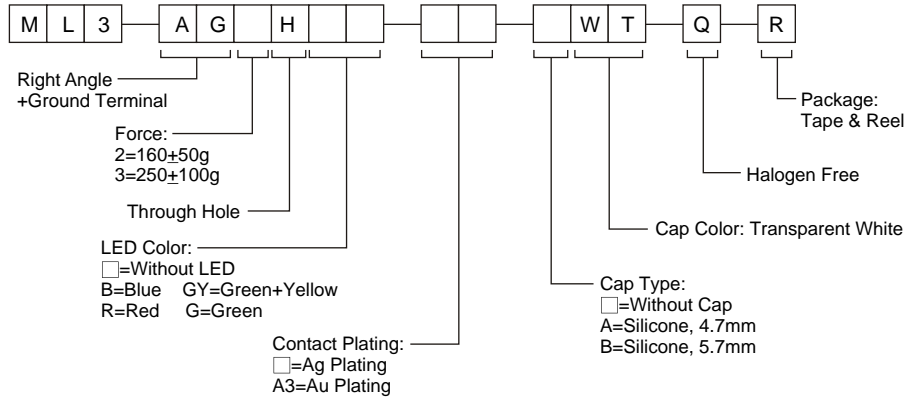 M L 3 A G H W T Q R
Right Angle
+Ground Terminal
Package:
Tape & Reel
Force:
2=160±50g
3=250±100g
Halogen Free
Through Hole
Cap Color: Transparent White
LED Color:
□=Without LED
B=Blue GY=Green+Yellow
R=Red G=Green
Cap Type:
□=Without Cap
A=Silicone, 4.7mm
B=Silicone, 5.7mm
Contact Plating:
□=Ag Plating
A3=Au Plating